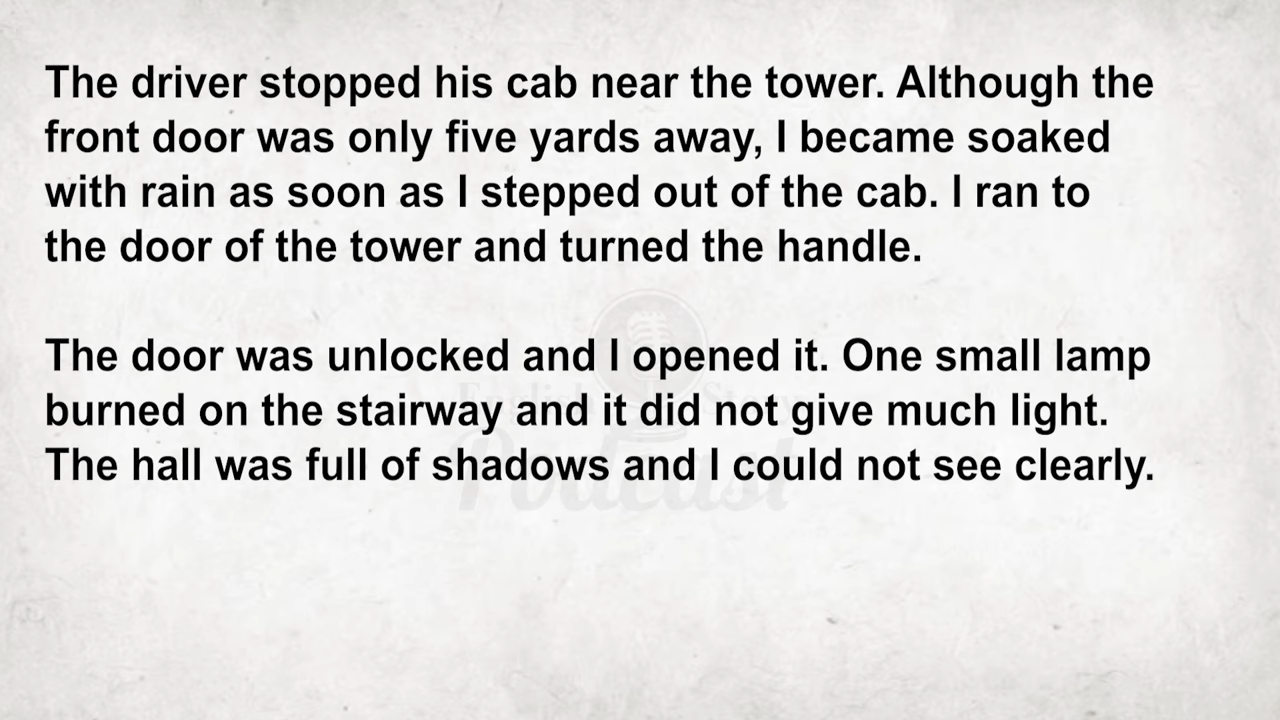 The driver stopped his cab near the tower. Although the
front door was only five yards away, I became soaked
with rain as soon as I stepped out of the cab. I ran to
the door of the tower and turned the handle.
The door was unlocked and I opened it. One small lamp
burned on the stairway and it did not give much light.
The hall was full of shadows and I could not see clearly.
English Story
Podcast